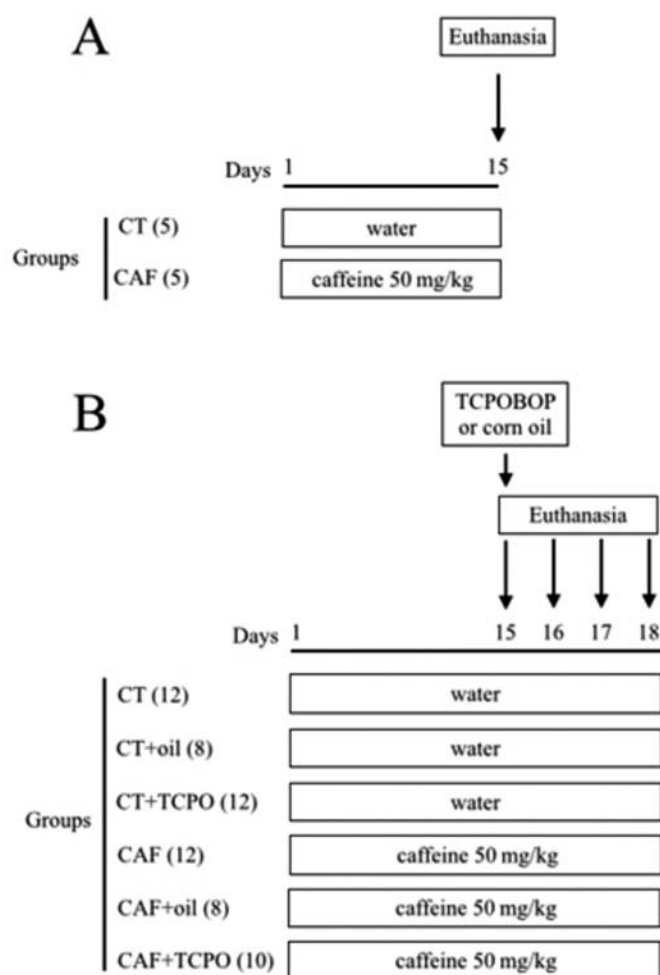 A
Euthanasia
Days 1 15
CT (5) water
Groups
CAF (5) caffeine 50 mg/kg
B
TCPOBOP
or corn oil
Euthanasia
Days 1 15 16 17 18
CT (12) water
CT+oil (8) water
CT+TCPO (12) water
Groups
CAF (12) caffeine 50 mg/kg
CAF+oil (8) caffeine 50 mg/kg
CAF+TCPO (10) caffeine 50 mg/kg